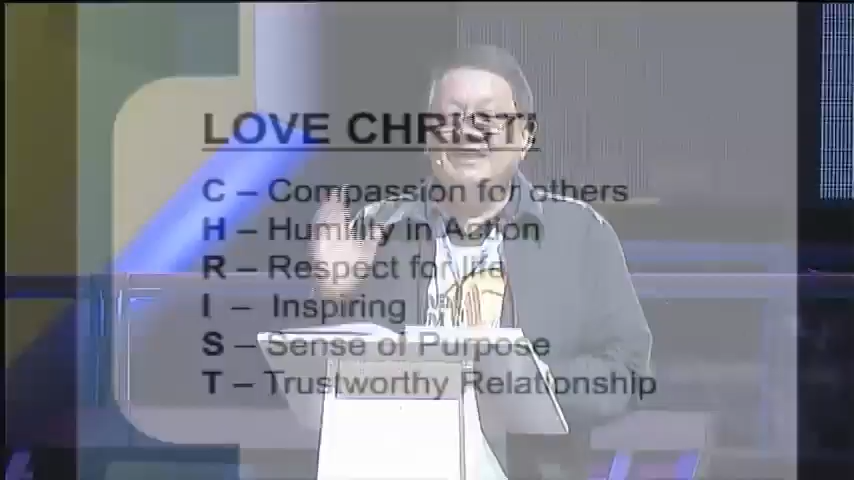 LOVE CHRIST!
C – Compassion for others
H – Humility in Action
R – Respect for life
I – Inspiring
S – Sense of Purpose
T – Trustworthy Relationship